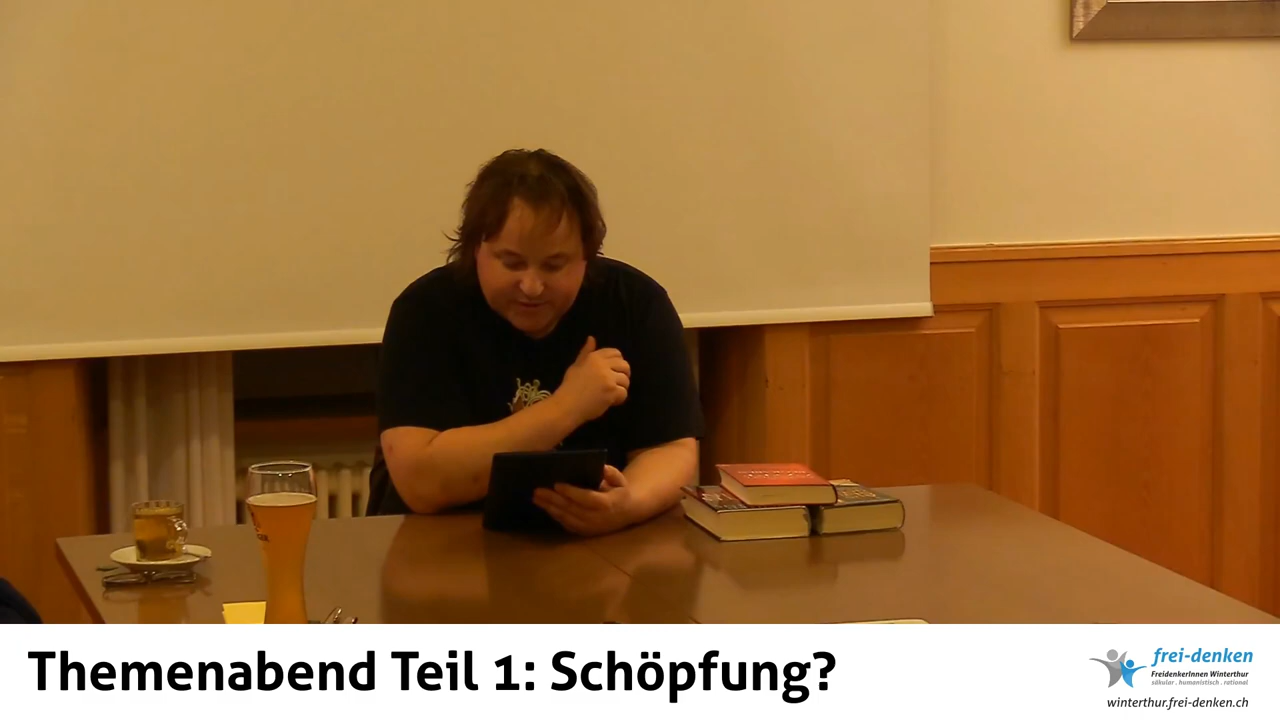 Themenabend Teil 1: Schöpfung?
frei-denken
FreidenkerInnen Winterthur
säkular . humanistisch . rational
winterthur.frei-denken.ch